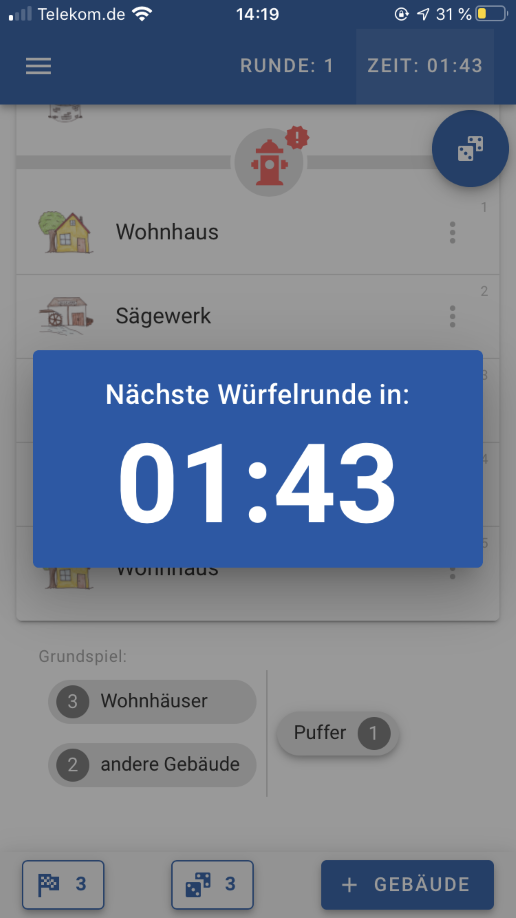 Telekom.de
14:19
31 %
RUNDE: 1
ZEIT: 01:43
1
Wohnhaus
2
Sägewerk
3
Nächste Würfelrunde in:
01:43
4
5
Wohnhaus
Grundspiel:
3 Wohnhäuser
Puffer 1
2 andere Gebäude
3
3
+ GEBÄUDE